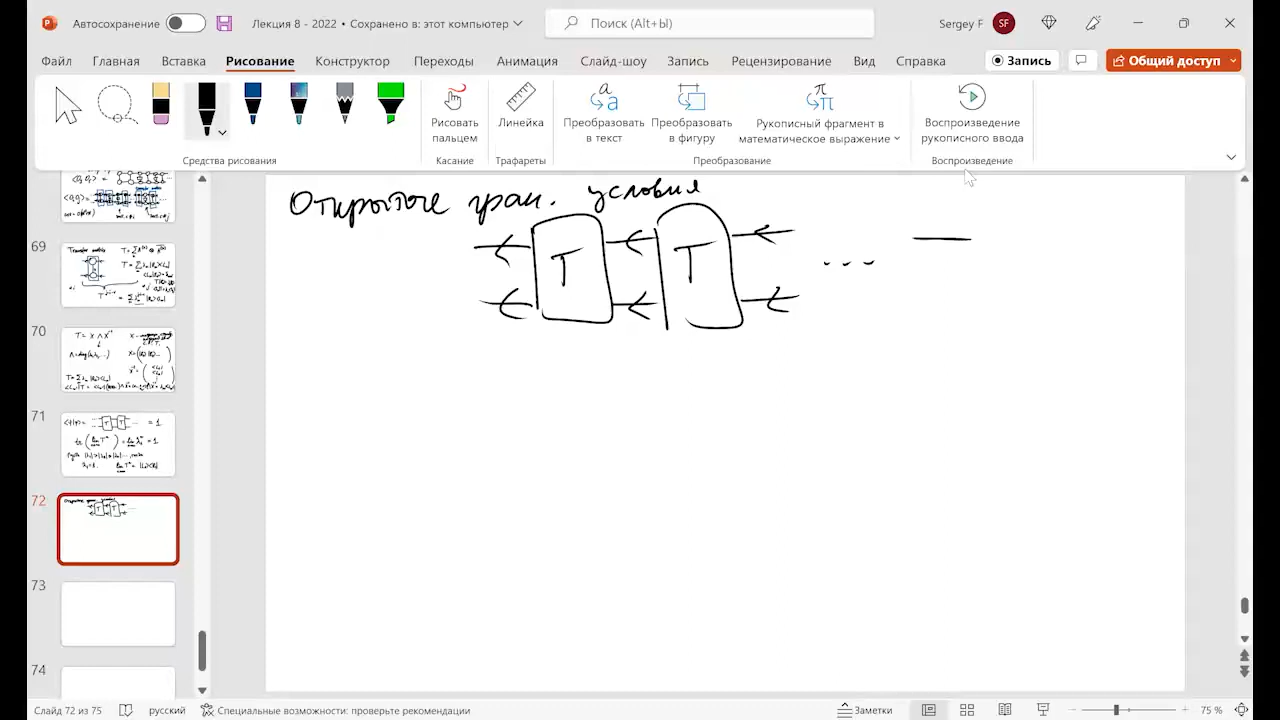 Автосохранение
Лекция 8 - 2022 • Сохранено в: этот компьютер
Поиск (Alt+Ы)
Sergey F
SF
Файл Главная Вставка Рисование Конструктор Переходы Анимация Слайд-шоу Запись Рецензирование Вид Справка
Запись
Общий доступ
Рисовать пальцем
Линейка
Преобразовать в текст
Преобразовать в фигуру
Рукописный фрагмент в математическое выражение
Воспроизведение рукописного ввода
Средства рисования
Касание
Трафареты
Преобразование
Воспроизведение
Открытые гран. условия
T T ...
69
Transfer matrix
70
71
72
73
74
Слайд 72 из 75
русский
Специальные возможности: проверьте рекомендации
Заметки
75 %